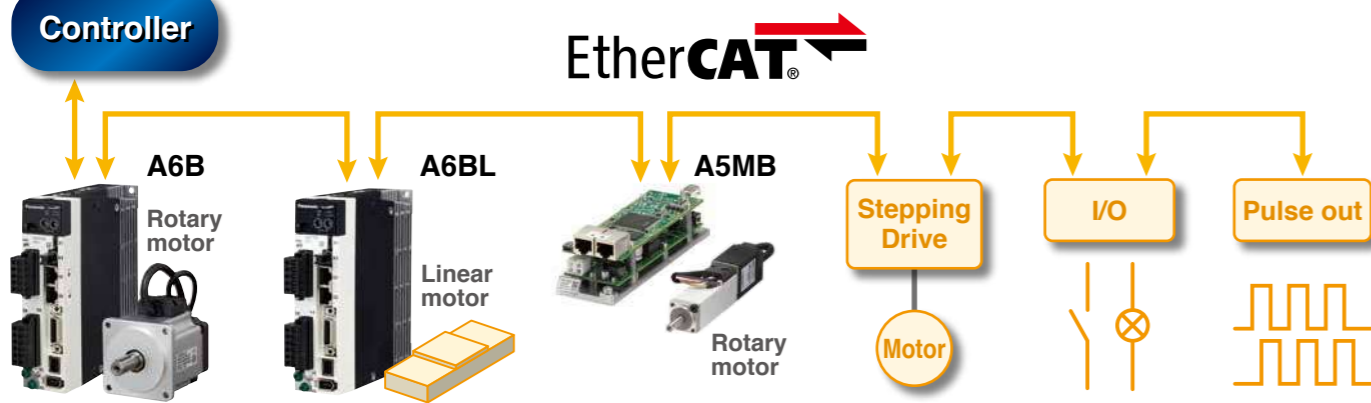 Controller
EtherCAT®
A6B
Rotary
motor
A6BL
Linear
motor
A5MB
Rotary
motor
Stepping
Drive
Motor
I/O
Pulse out